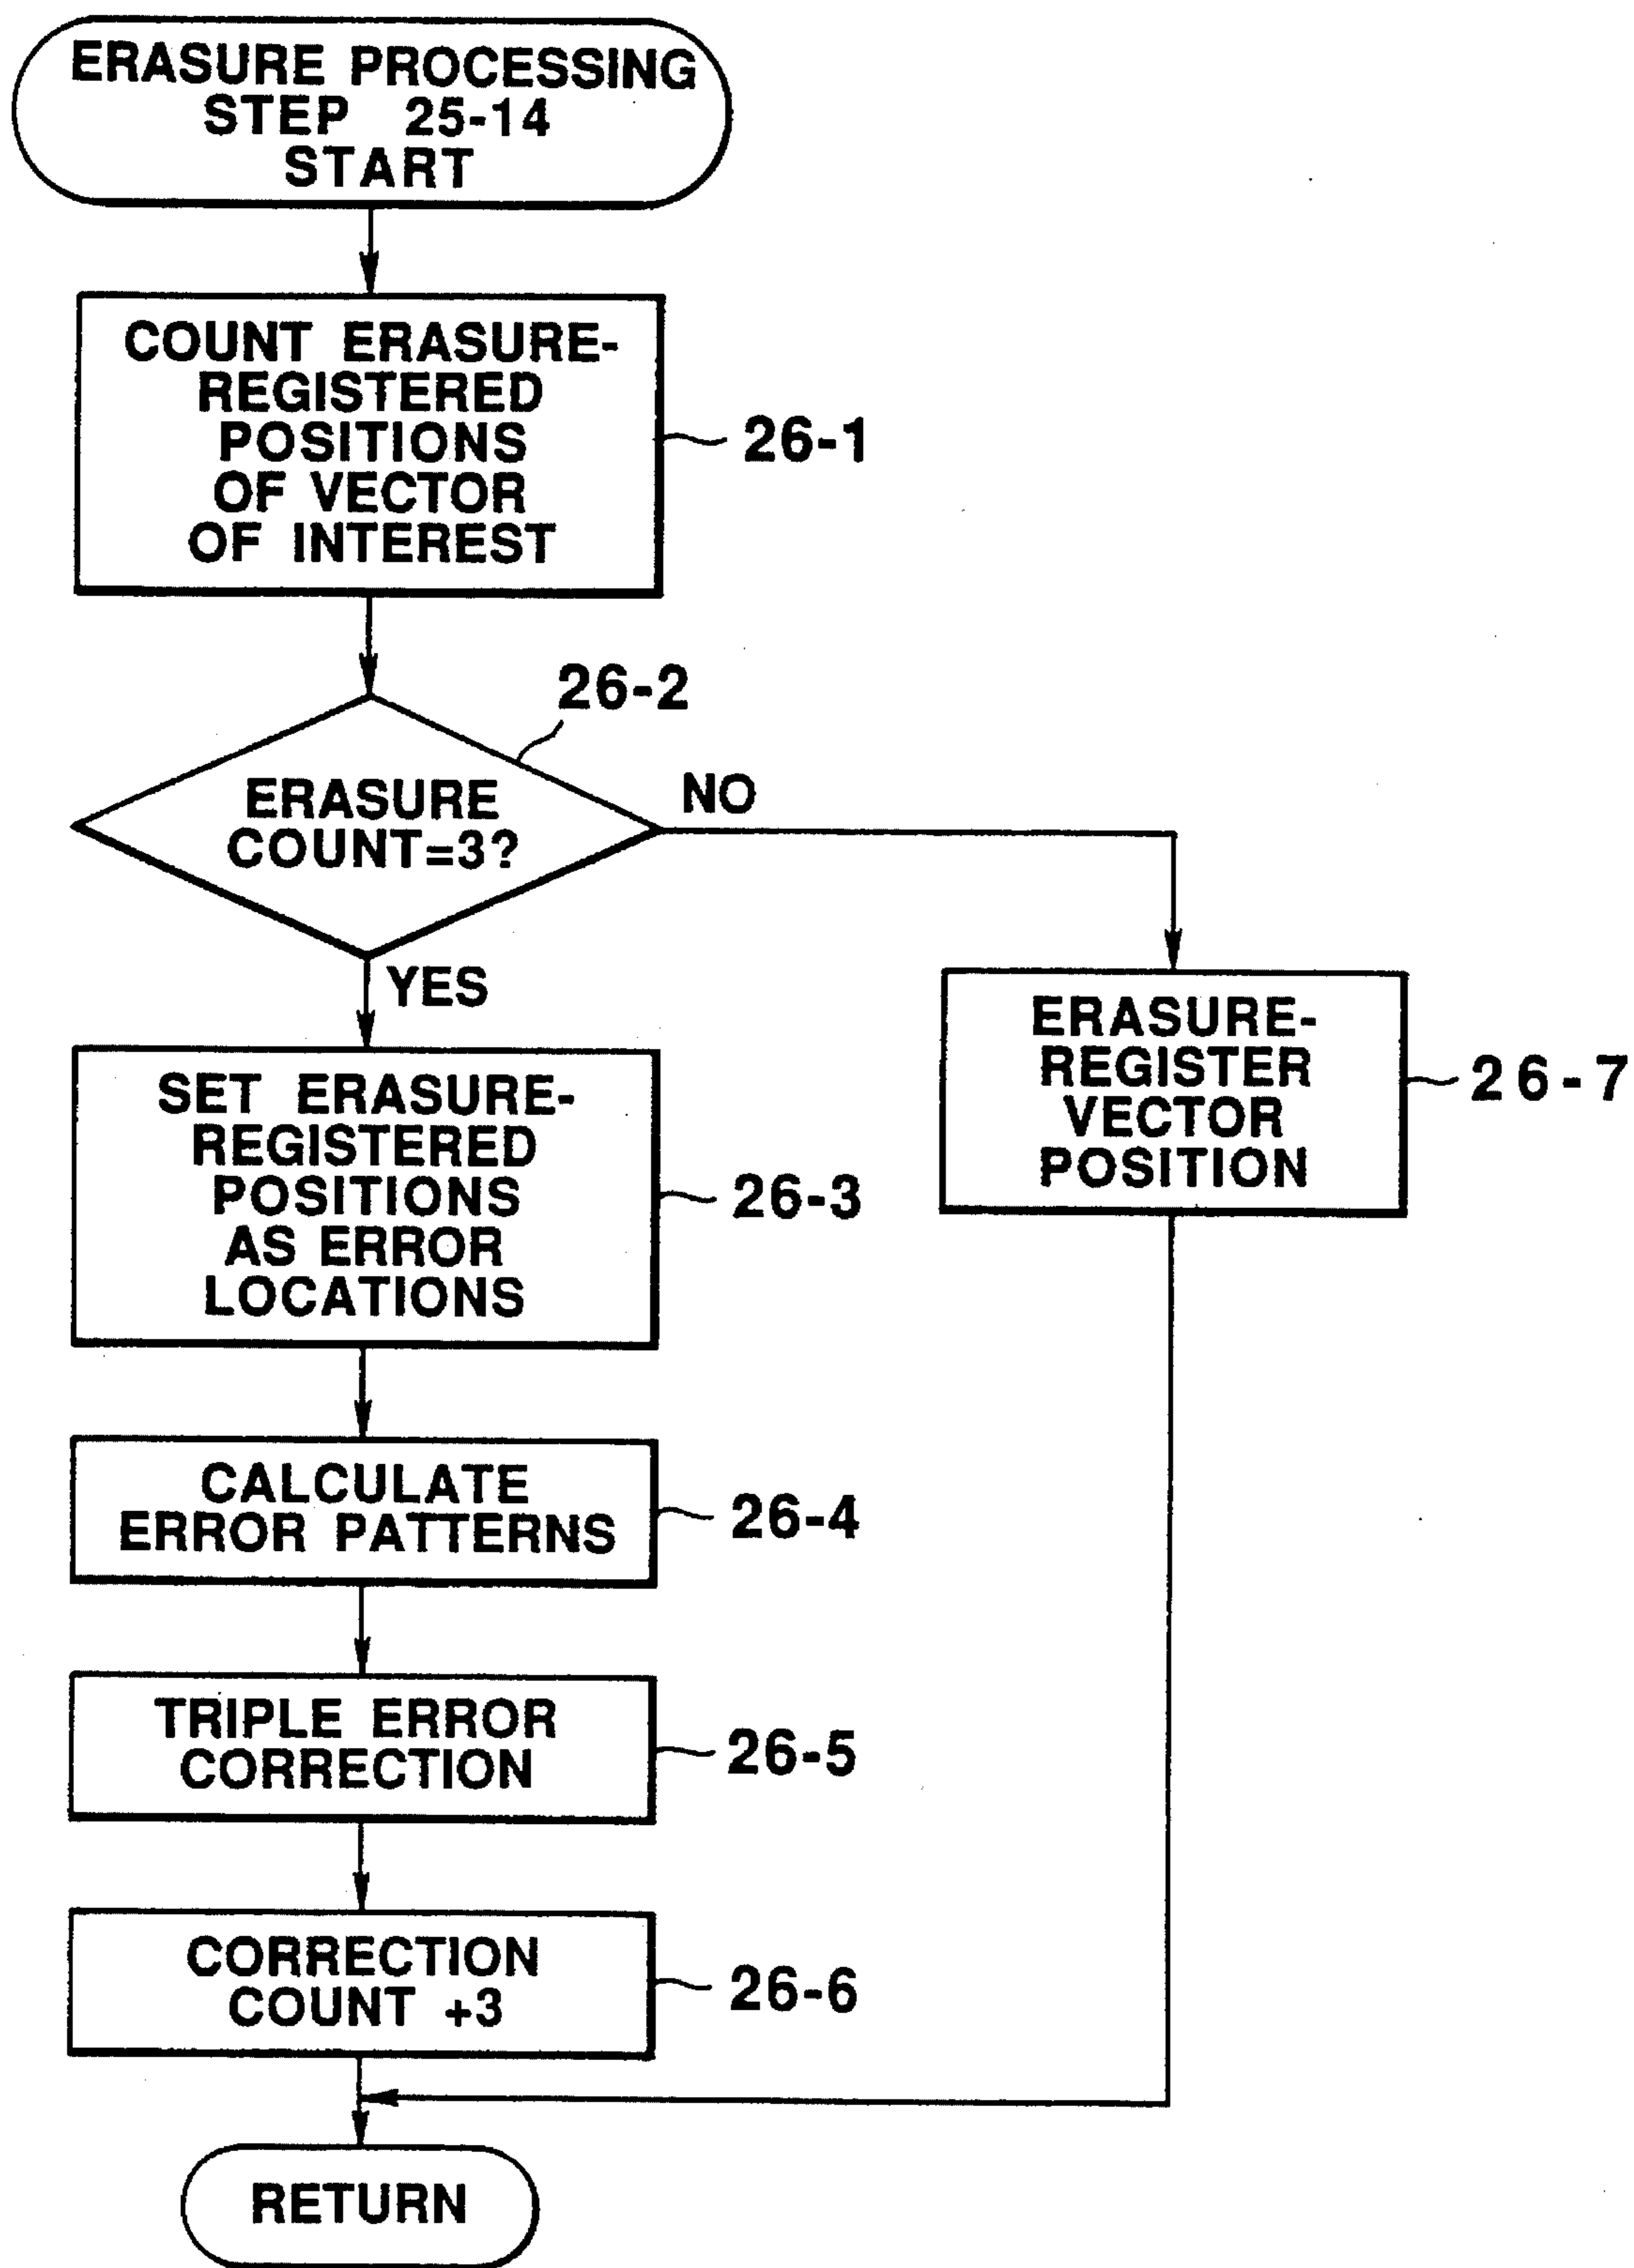 ERASURE PROCESSING
STEP 25-14
START
COUNT ERASURE-
REGISTERED
POSITIONS
OF VECTOR
OF INTEREST
26-1
26-2
ERASURE
COUNT=3?
NO
YES
SET ERASURE-
REGISTERED
POSITIONS
AS ERROR
LOCATIONS
26-3
ERASURE-
REGISTER
VECTOR
POSITION
26-7
CALCULATE
ERROR PATTERNS
26-4
TRIPLE ERROR
CORRECTION
26-5
CORRECTION
COUNT +3
26-6
RETURN